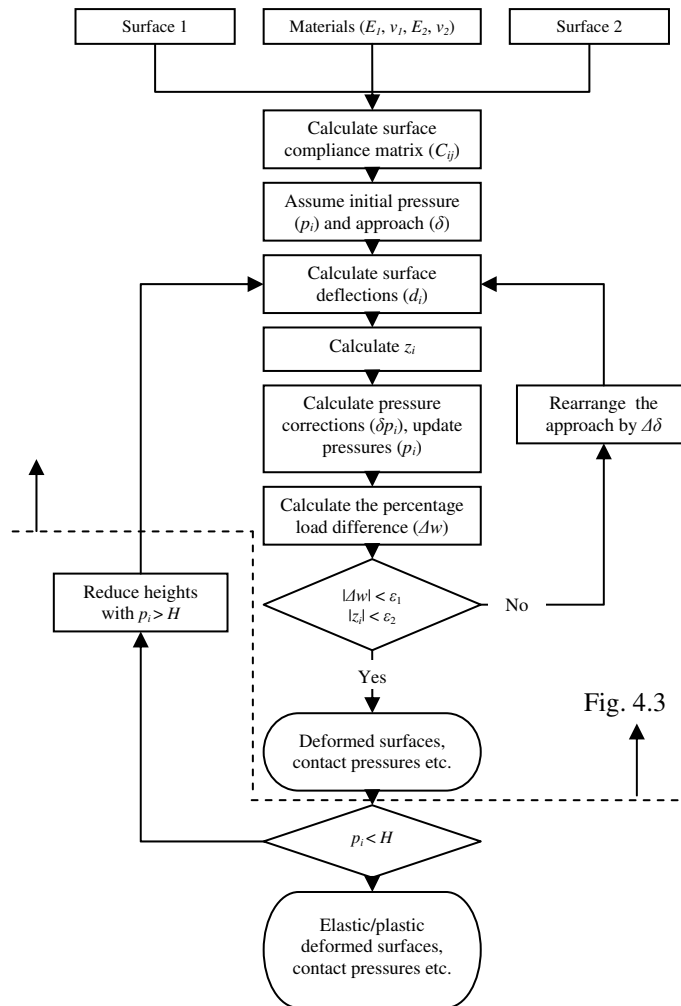 Surface 1
Materials (E1, v1, E2, v2)
Surface 2
Calculate surface
compliance matrix (Cij)
Assume initial pressure
(pi) and approach (δ)
Calculate surface
deflections (di)
Calculate zi
Calculate pressure
corrections (δpi), update
pressures (pi)
Rearrange the
approach by Δδ
Calculate the percentage
load difference (Δw)
Reduce heights
with pi > H
|Δw| < ε1
|zi| < ε2
No
Yes
Fig. 4.3
Deformed surfaces,
contact pressures etc.
pi < H
Elastic/plastic
deformed surfaces,
contact pressures etc.